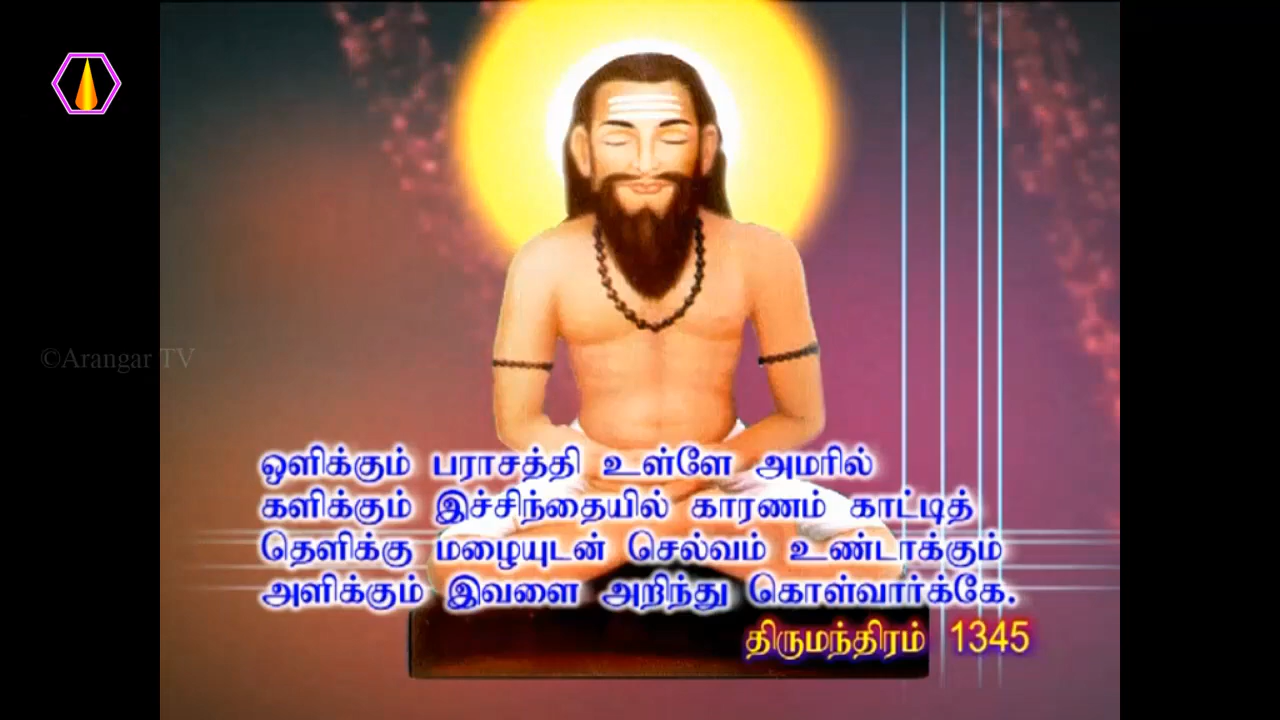 ©Arangar TV
ஒளிக்கும் பராசத்தி உள்ளே அமரில்
களிக்கும் இச்சிந்தையில் காரணம் காட்டித்
தெளிக்கு மழையுடன் செல்வம் உண்டாக்கும்
அளிக்கும் இவளை அறிந்து கொள்வார்க்கே.
திருமந்திரம் 1345